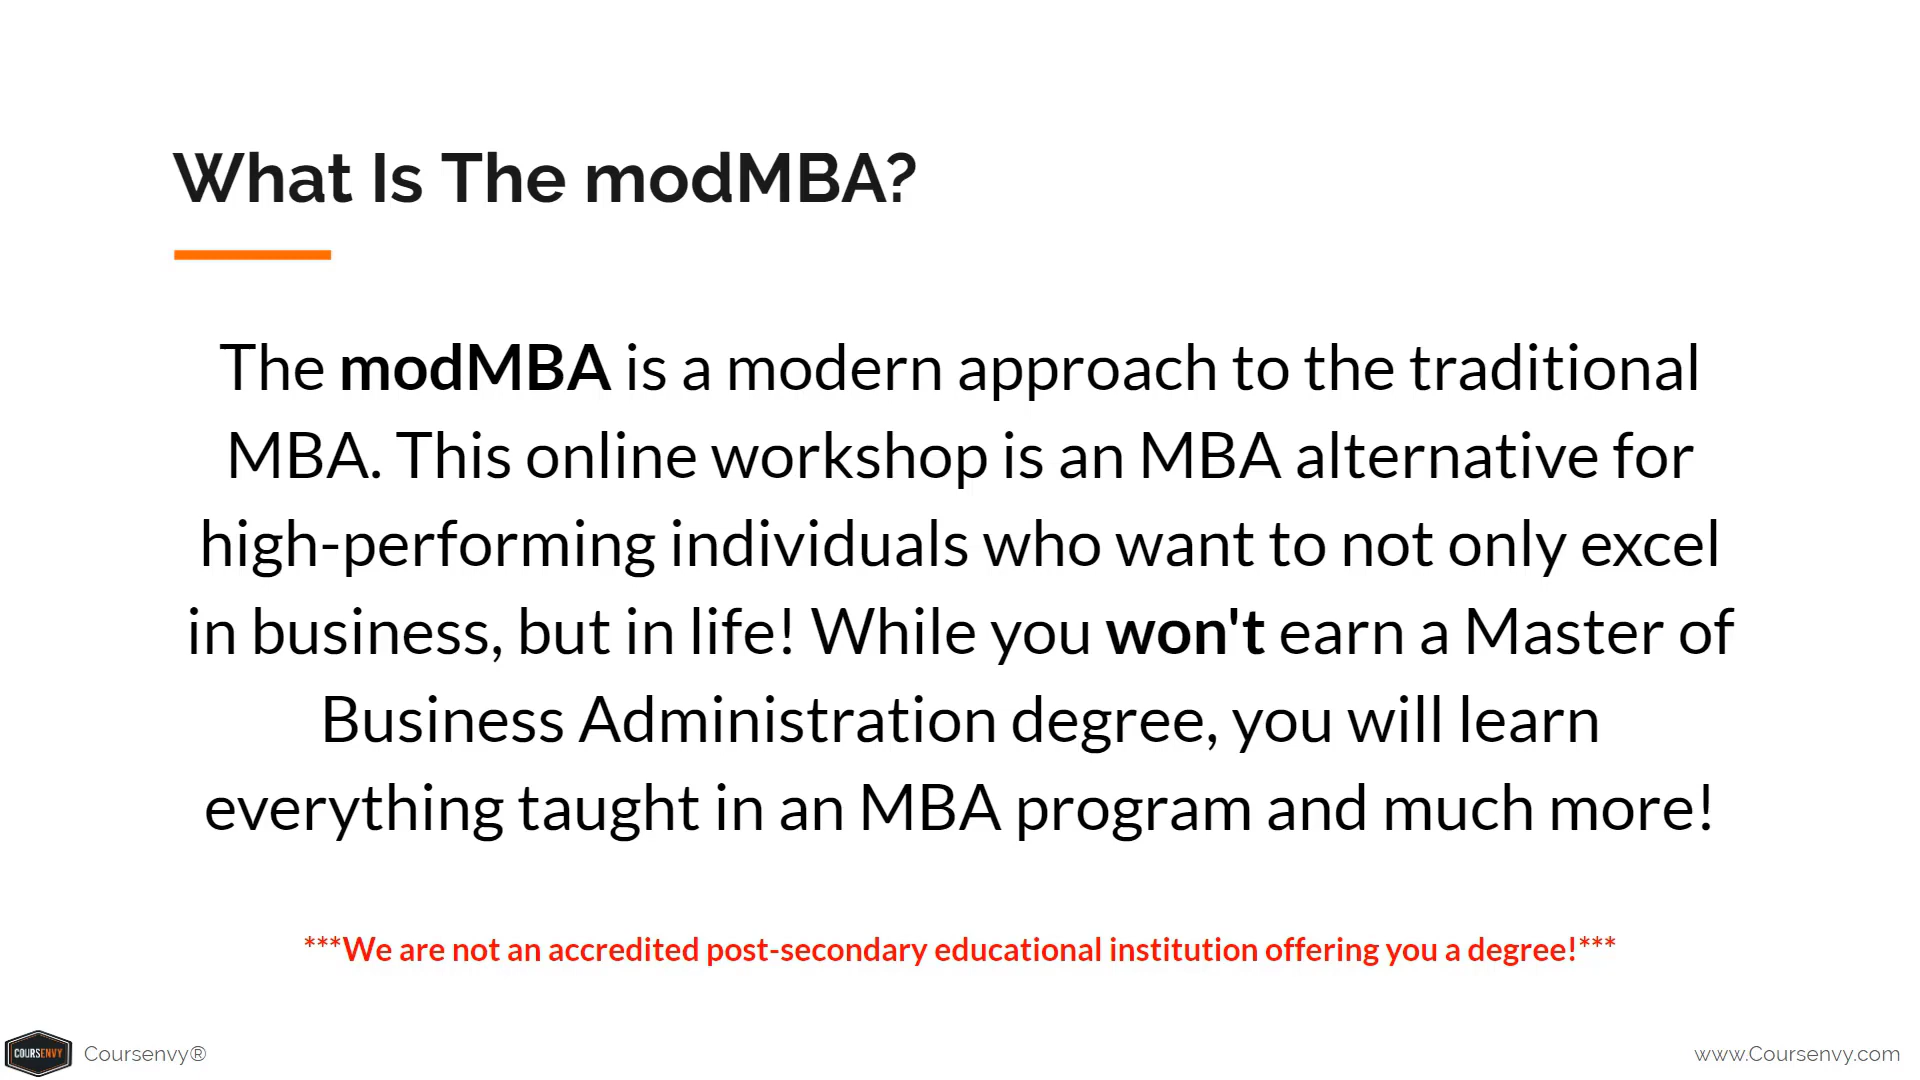 What Is The modMBA?
The modMBA is a modern approach to the traditional
MBA. This online workshop is an MBA alternative for
high-performing individuals who want to not only excel
in business, but in life! While you won't earn a Master of
Business Administration degree, you will learn
everything taught in an MBA program and much more!
***We are not an accredited post-secondary educational institution offering you a degree!***
COURSENVY
Coursenvy®
www.Coursenvy.com